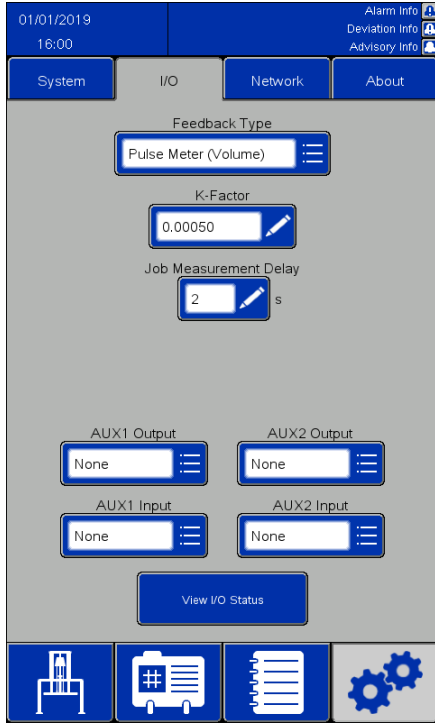 01/01/2019
16:00
Alarm Info
Deviation Info
Advisory Info
System
I/O
Network
About
Feedback Type
Pulse Meter (Volume)
K-Factor
0.00050
Job Measurement Delay
2 s
AUX1 Output
AUX2 Output
None
None
AUX1 Input
AUX2 Input
None
None
View I/O Status
#